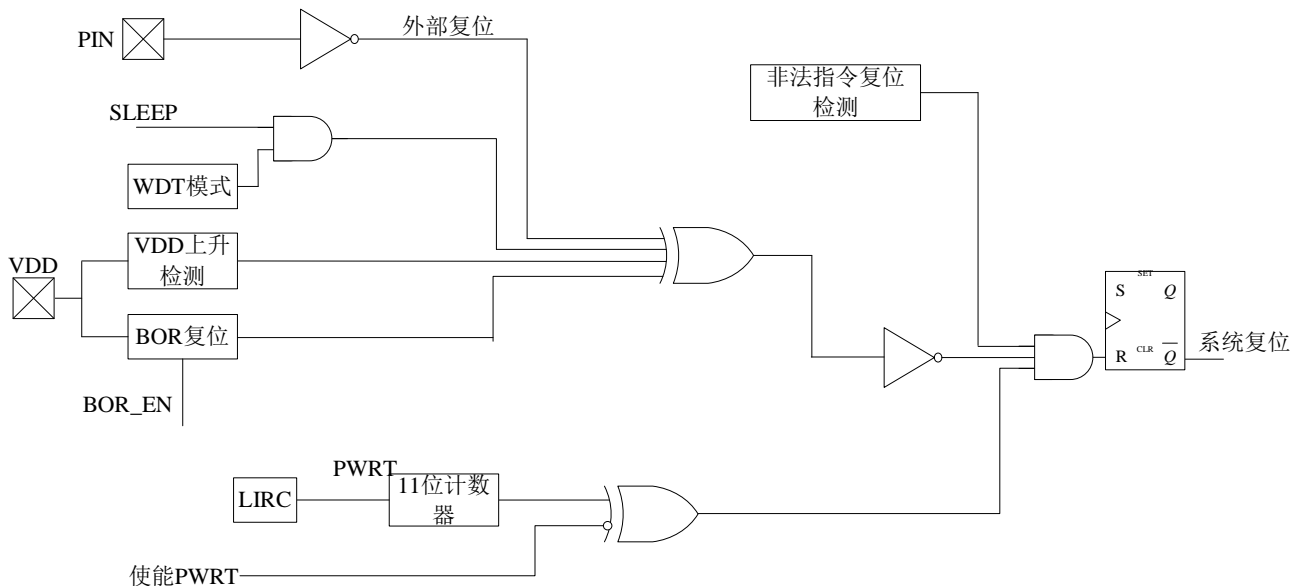 PIN
外部复位
非法指令复位
检测
SLEEP
WDT模式
VDD
VDD上升
检测
BOR复位
BOR_EN
SET
S
Q
R
CLR
Q
系统复位
PWRT
LIRC
11位计数
器
使能PWRT